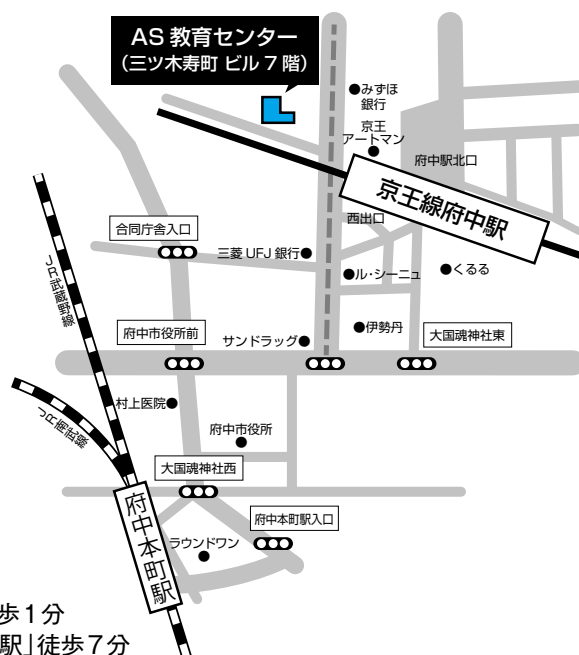 AS 教育センター
（三ツ木寿町 ビル 7 階）
みずほ
銀行
京王
アートマン
府中駅北口
京王線府中駅
西出口
合同庁舎入口
三菱 UFJ 銀行
ル・シーニュ
くるる
JR武蔵野線
府中市役所前
サンドラッグ
伊勢丹
大国魂神社東
JR南武線
村上医院
府中市役所
大国魂神社西
府中本町駅
府中本町駅入口
ラウンドワン
歩1分
駅」徒歩7分